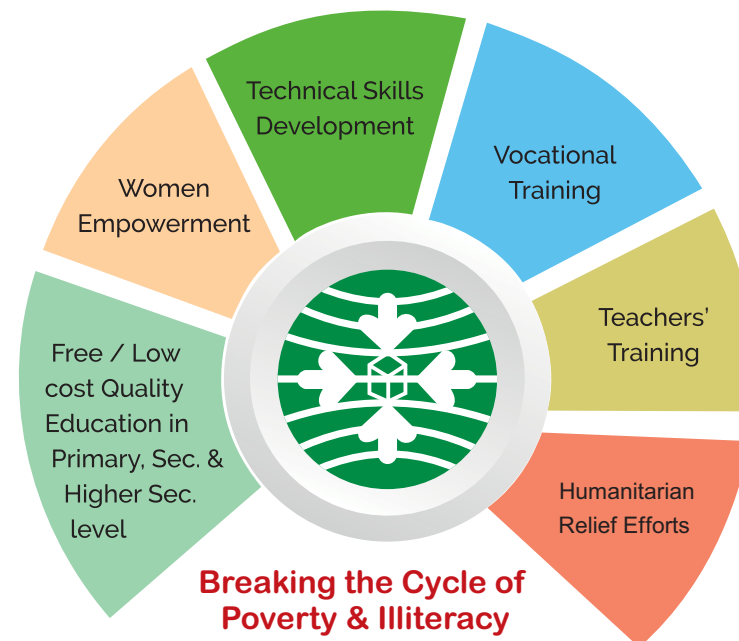 Technical Skills
Development
Vocational
Training
Women
Empowerment
Teachers’
Training
Free / Low
cost Quality
Education in
Primary, Sec. &
Higher Sec.
level
Humanitarian
Relief Efforts
Breaking the Cycle of
Poverty & Illiteracy